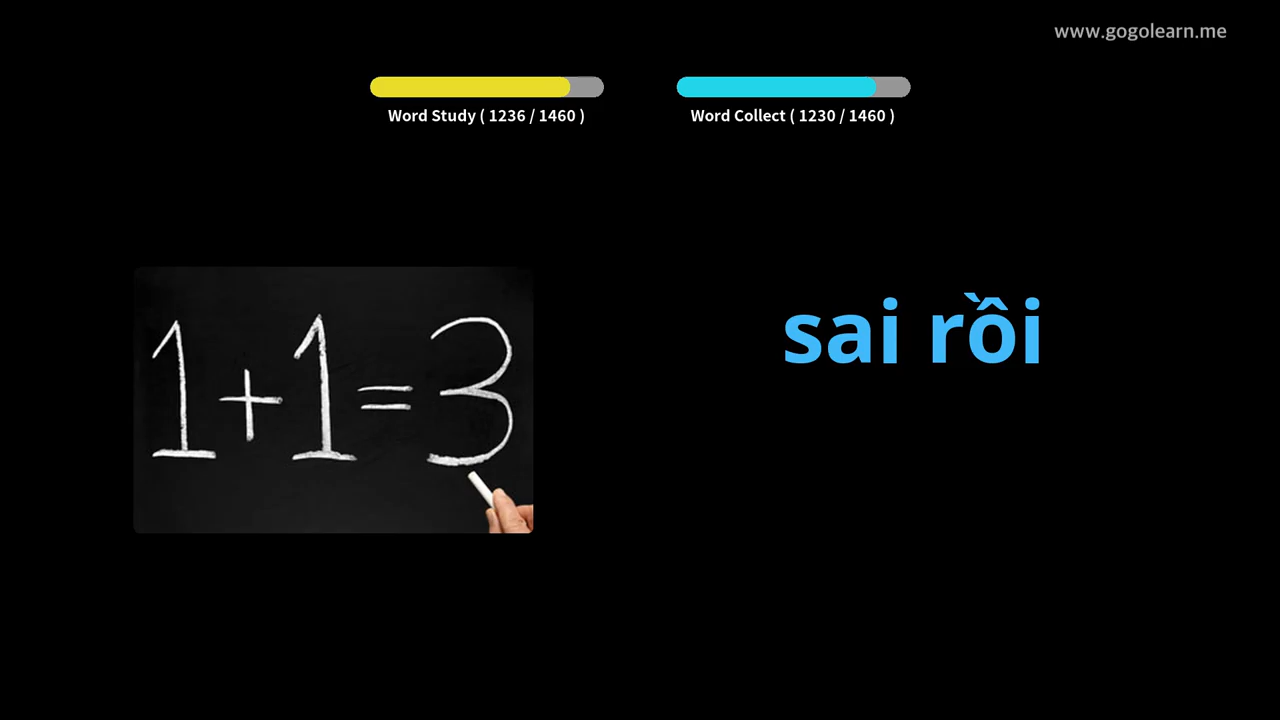 www.gogolearn.me
Word Study ( 1236 / 1460 )
Word Collect ( 1230 / 1460 )
sai rồi
1+1=3